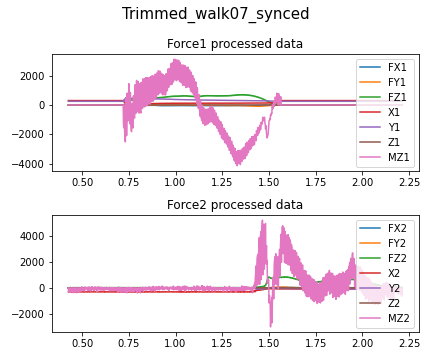 Trimmed_walk07_synced
Force1 processed data
2000
0
−2000
−4000
FX1
FY1
FZ1
X1
Y1
Z1
MZ1
0.50 0.75 1.00 1.25 1.50 1.75 2.00 2.25
Force2 processed data
4000
2000
0
−2000
FX2
FY2
FZ2
X2
Y2
Z2
MZ2
0.50 0.75 1.00 1.25 1.50 1.75 2.00 2.25